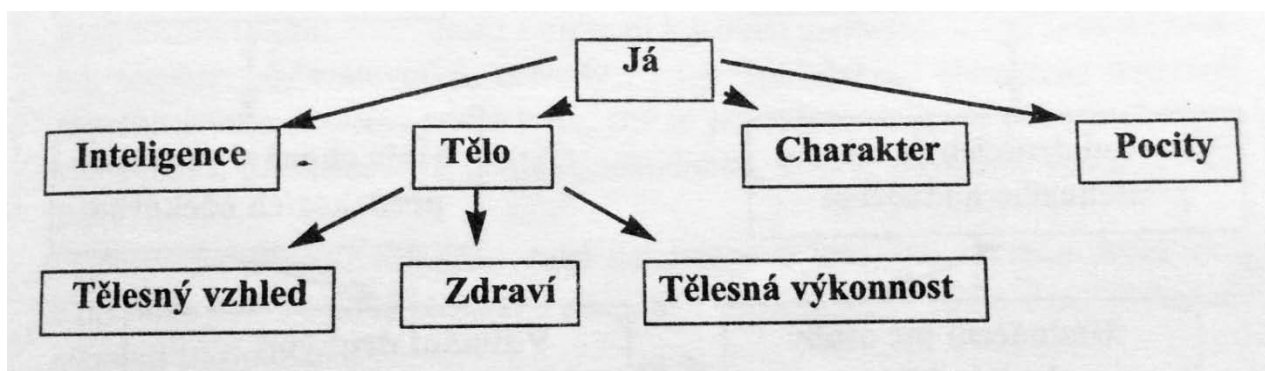 Já
Inteligence
Tělo
Charakter
Pocity
Tělesný vzhled
Zdraví
Tělesná výkonnost